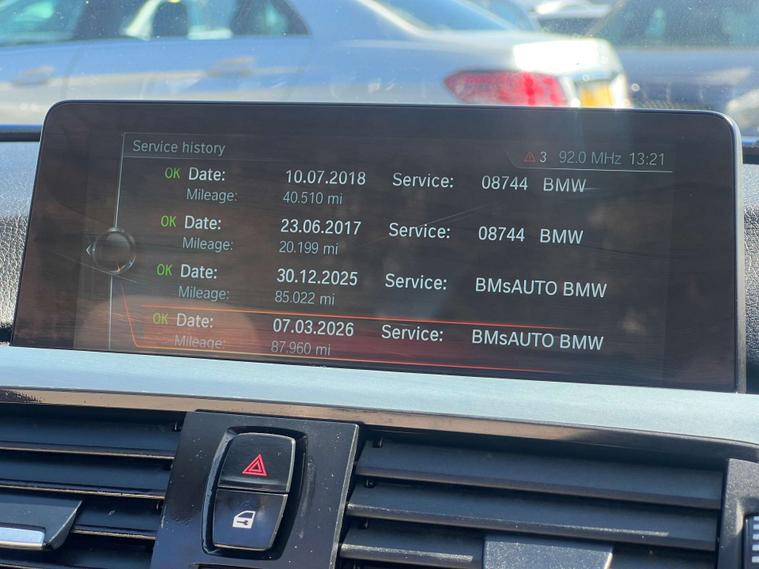 Service history 3 92.0 MHz 13:21
OK Date: 10.07.2018 Service: 08744 BMW
Mileage: 40.510 mi
OK Date: 23.06.2017 Service: 08744 BMW
Mileage: 20.199 mi
OK Date: 30.12.2025 Service: BMsAUTO BMW
Mileage: 85.022 mi
OK Date: 07.03.2026 Service: BMsAUTO BMW
Mileage: 87.960 mi